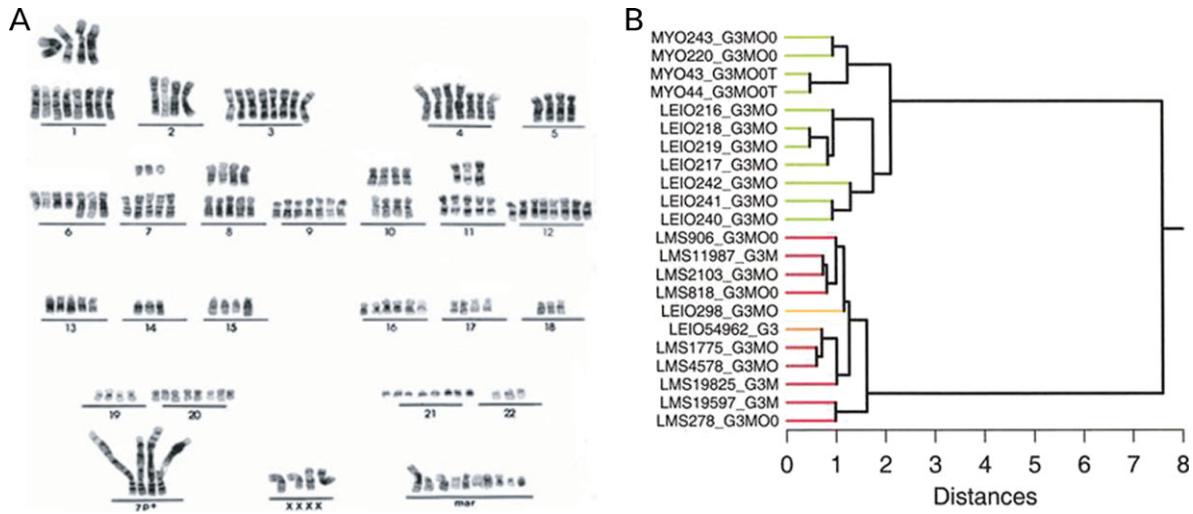 A
1 2 3 4 5
6 7 8 9 10 11 12
13 14 15 16 17 18
19 20 21 22
7P+ XXXX mar
B
MYO243_G3MO0
MYO220_G3MO0
MYO43_G3MO0T
MYO44_G3MO0T
LEIO216_G3MO
LEIO218_G3MO
LEIO219_G3MO
LEIO217_G3MO
LEIO242_G3MO
LEIO241_G3MO
LEIO240_G3MO
LMS906_G3MO0
LMS11987_G3M
LMS2103_G3MO
LMS818_G3MO0
LEIO298_G3MO
LEIO54962_G3
LMS1775_G3MO
LMS4578_G3MO
LMS19825_G3M
LMS19597_G3M
LMS278_G3MO0
0 1 2 3 4 5 6 7 8
Distances